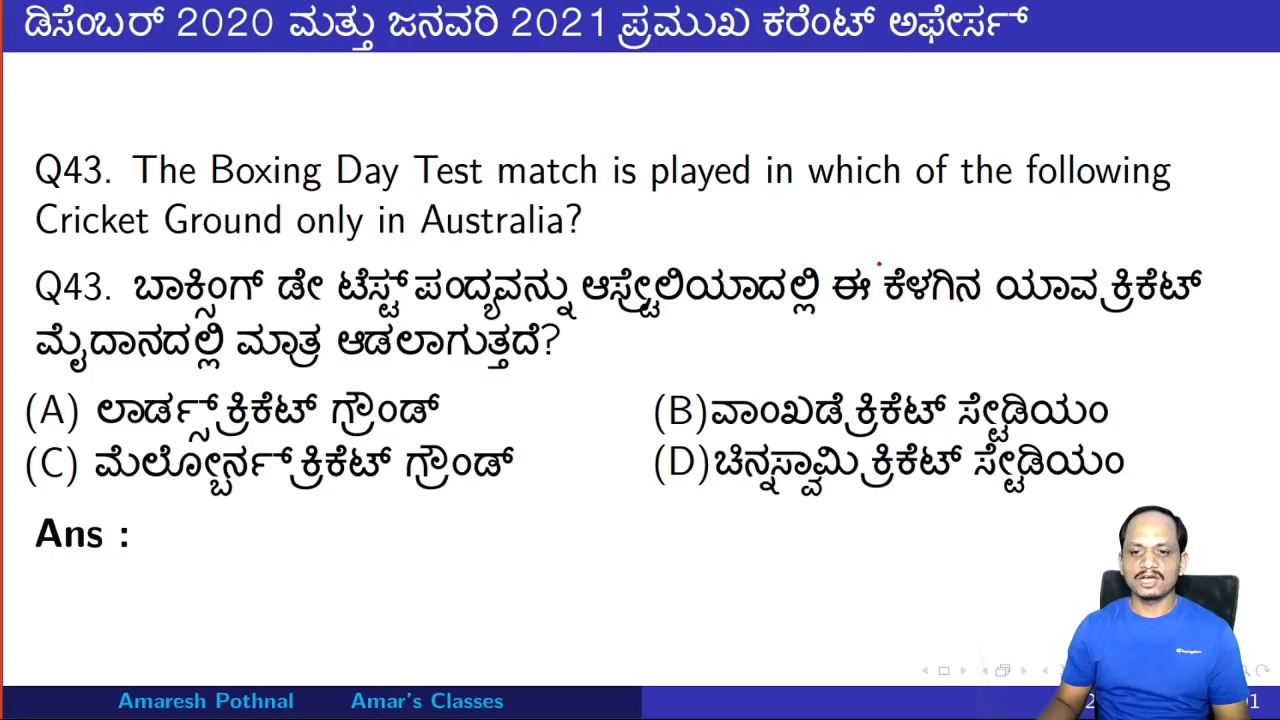 ಡಿಸೆಂಬರ್ 2020 ಮತ್ತು ಜನವರಿ 2021 ಪ್ರಮುಖ ಕರೆಂಟ್ ಅಫೇರ್ಸ್
Q43. The Boxing Day Test match is played in which of the following
Cricket Ground only in Australia?
Q43. ಬಾಕ್ಸಿಂಗ್ ಡೇ ಟೆಸ್ಟ್ ಪಂದ್ಯವನ್ನು ಆಸ್ಟ್ರೇಲಿಯಾದಲ್ಲಿ ಈ ಕೆಳಗಿನ ಯಾವ ಕ್ರಿಕೆಟ್
ಮೈದಾನದಲ್ಲಿ ಮಾತ್ರ ಆಡಲಾಗುತ್ತದೆ?
(A) ಲಾರ್ಡ್ಸ್ ಕ್ರಿಕೆಟ್ ಗ್ರೌಂಡ್ (B)ವಾಂಖಡೆ ಕ್ರಿಕೆಟ್ ಸ್ಟೇಡಿಯಂ
(C) ಮೆಲ್ಬೋರ್ನ್ ಕ್ರಿಕೆಟ್ ಗ್ರೌಂಡ್ (D)ಚಿನ್ನಸ್ವಾಮಿ ಕ್ರಿಕೆಟ್ ಸ್ಟೇಡಿಯಂ
Ans :
Amaresh Pothnal Amar's Classes